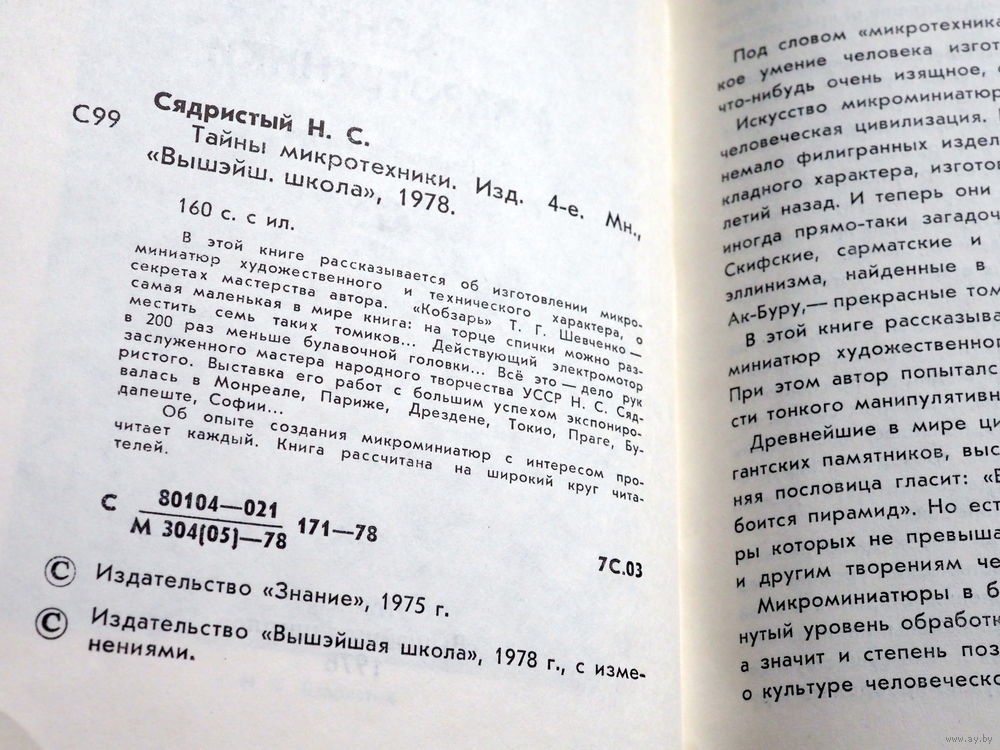 Сядристый Н. С.
С99
Тайны микротехники. Изд. 4-е. Мн.,
«Вышэйш. школа», 1978.
160 с. с ил.
В этой книге рассказывается об изготовлении микро-
миниатюр художественного и технического характера, о
секретах мастерства автора. «Кобзарь» Т. Г. Шевченко —
самая маленькая в мире книга: на торце спички можно раз-
местить семь таких томиков... Действующий электромотор
в 200 раз меньше булавочной головки... Всё это — дело рук
заслуженного мастера народного творчества УССР Н. С. Сяд-
ристого. Выставка его работ с большим успехом экспониро-
валась в Монреале, Париже, Дрездене, Токио, Праге, Бу-
дапеште, Софии...
Об опыте создания микроминиатюр с интересом про-
читает каждый. Книга рассчитана на широкий круг чита-
телей.
С 80104—021
М 304(05)—78 171—78
7С.03
© Издательство «Знание», 1975 г.
© Издательство «Вышэйшая школа», 1978 г., с изме-
нениями.
Под словом «микротехника
кое умение человека изгот
что-нибудь очень изящное,
Искусство микроминиатюр
человеческая цивилизация.
немало филигранных издел
кладного характера, изгото
летий назад. И теперь они
иногда прямо-таки загадоч
Скифские, сарматские и
эллинизма, найденные в
Ак-Буру,— прекрасные том
В этой книге рассказыва
миниатюр художественног
При этом автор попыталс
сти тонкого манипулятивн
Древнейшие в мире ци
гантских памятников, выс
няя пословица гласит: «В
боится пирамид». Но ест
ры которых не превыша
и другим творениям че
Микроминиатюры в б
нутый уровень обработк
а значит и степень поз
о культуре человеческо
www.ay.by